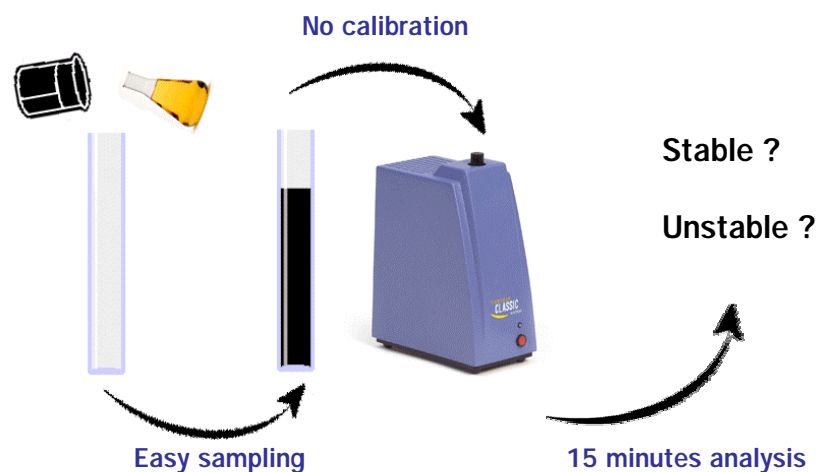 No calibration
Stable ?
Unstable ?
CLASSIC
Easy sampling
15 minutes analysis